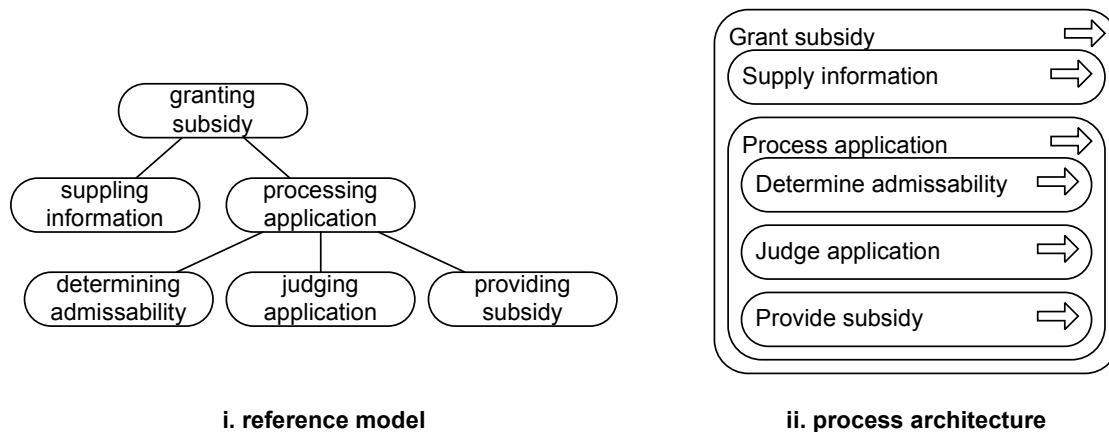 granting
subsidy
suppling
information
processing
application
determining
admissability
judging
application
providing
subsidy
i. reference model
Grant subsidy
Supply information
Process application
Determine admissability
Judge application
Provide subsidy
ii. process architecture